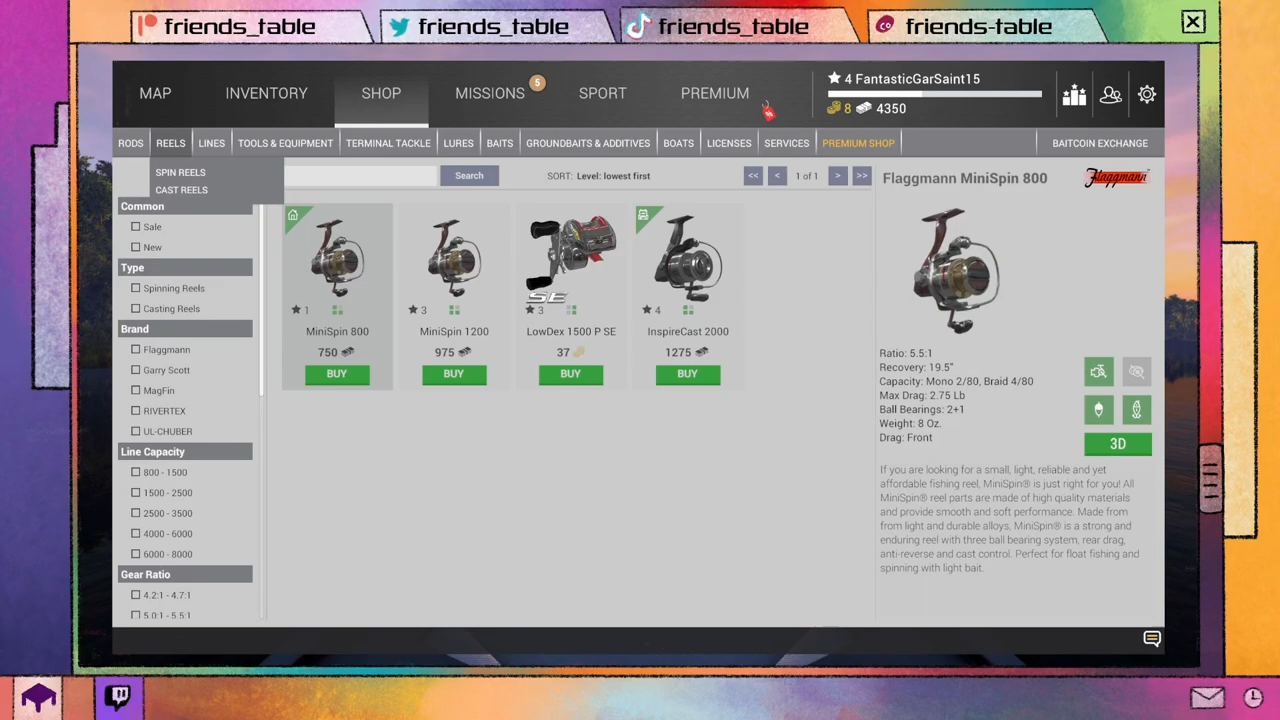 friends_table
friends_table
friends_table
friends-table
MAP
INVENTORY
SHOP
MISSIONS
5
SPORT
PREMIUM
4 FantasticGarSaint15
8 4350
RODS
REELS
LINES
TOOLS & EQUIPMENT
TERMINAL TACKLE
LURES
BAITS
GROUNDBAITS & ADDITIVES
BOATS
LICENSES
SERVICES
PREMIUM SHOP
BAITCOIN EXCHANGE
SPIN REELS
CAST REELS
Search
SORT: Level: lowest first
<<
<
1 of 1
>
>>
Flaggmann MiniSpin 800
Flaggmann
Common
Sale
New
Type
Spinning Reels
Casting Reels
Brand
Flaggmann
Garry Scott
MagFin
RIVERTEX
UL-CHUBER
Line Capacity
800 - 1500
1500 - 2500
2500 - 3500
4000 - 6000
6000 - 8000
Gear Ratio
4.2:1 - 4.7:1
5.0:1 - 5.5:1
1
MiniSpin 800
750
BUY
3
MiniSpin 1200
975
BUY
SE
3
LowDex 1500 P SE
37
BUY
4
InspireCast 2000
1275
BUY
Ratio: 5.5:1
Recovery: 19.5"
Capacity: Mono 2/80, Braid 4/80
Max Drag: 2.75 Lb
Ball Bearings: 2+1
Weight: 8 Oz.
Drag: Front
3D
If you are looking for a small, light, reliable and yet
affordable fishing reel, MiniSpin® is just right for you! All
MiniSpin® reel parts are made of high quality materials
and provide smooth and soft performance. Made from
from light and durable alloys, MiniSpin® is a strong and
enduring reel with three ball bearing system, rear drag,
anti-reverse and cast control. Perfect for float fishing and
spinning with light bait.